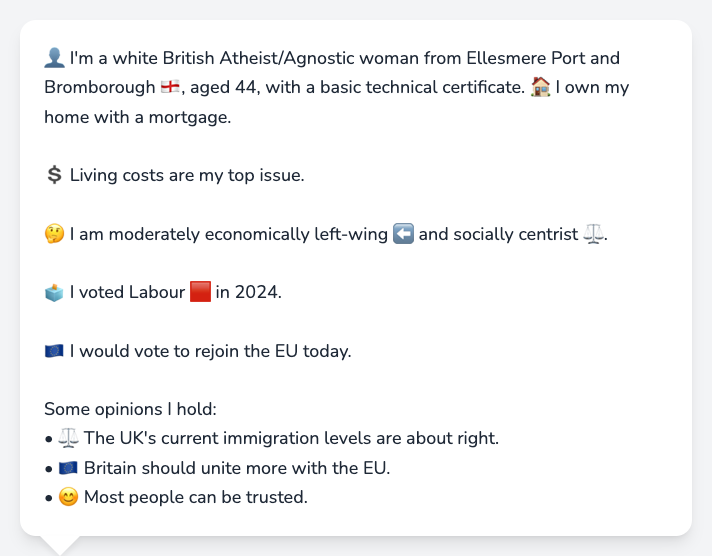 👤 I'm a white British Atheist/Agnostic woman from Ellesmere Port and
Bromborough 🏴󠁧󠁢󠁥󠁮󠁧󠁿, aged 44, with a basic technical certificate. 🏠 I own my
home with a mortgage.
💲 Living costs are my top issue.
🤔 I am moderately economically left-wing ⬅️ and socially centrist ⚖️.
🗳️ I voted Labour 🟥 in 2024.
🇪🇺 I would vote to rejoin the EU today.
Some opinions I hold:
• ⚖️ The UK's current immigration levels are about right.
• 🇪🇺 Britain should unite more with the EU.
• 😊 Most people can be trusted.